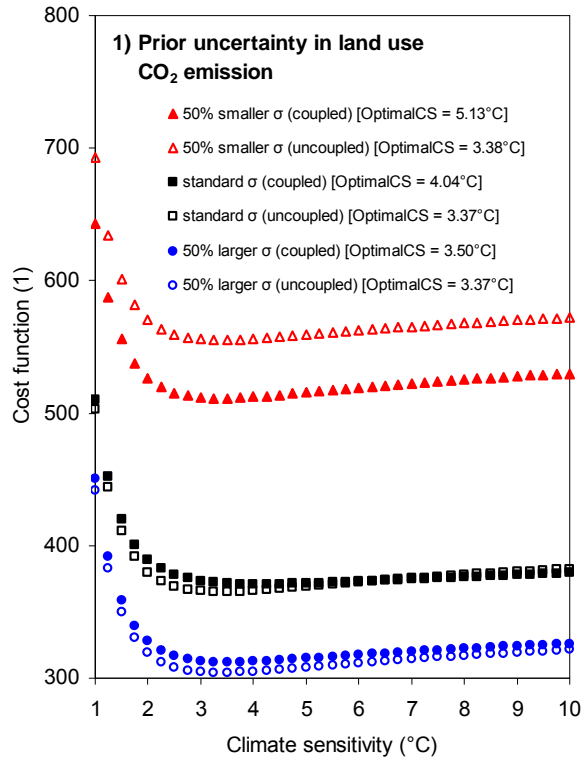 1) Prior uncertainty in land use
CO₂ emission
50% smaller σ (coupled) [OptimalCS = 5.13°C]
50% smaller σ (uncoupled) [OptimalCS = 3.38°C]
standard σ (coupled) [OptimalCS = 4.04°C]
standard σ (uncoupled) [OptimalCS = 3.37°C]
50% larger σ (coupled) [OptimalCS = 3.50°C]
50% larger σ (uncoupled) [OptimalCS = 3.37°C]
Cost function (1)
800
700
600
500
400
300
1 2 3 4 5 6 7 8 9 10
Climate sensitivity (°C)